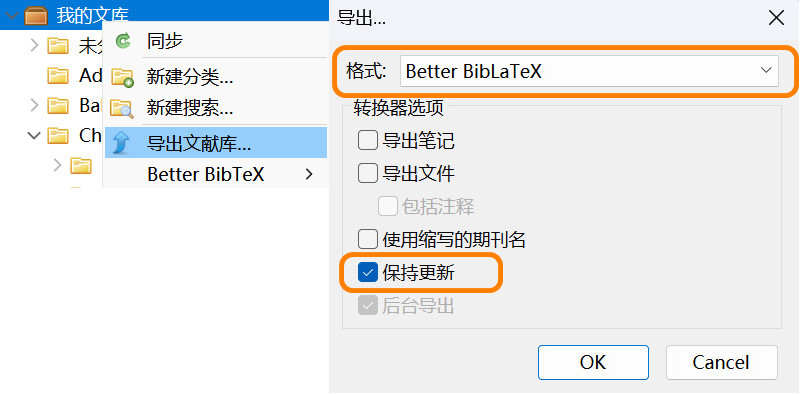 我的文库
同步
新建分类...
Ad
新建搜索...
Ba
导出文献库...
Ch
Better BibTeX
导出...
格式: Better BibLaTeX
转换器选项
导出笔记
导出文件
包括注释
使用缩写的期刊名
保持更新
后台导出
OK
Cancel